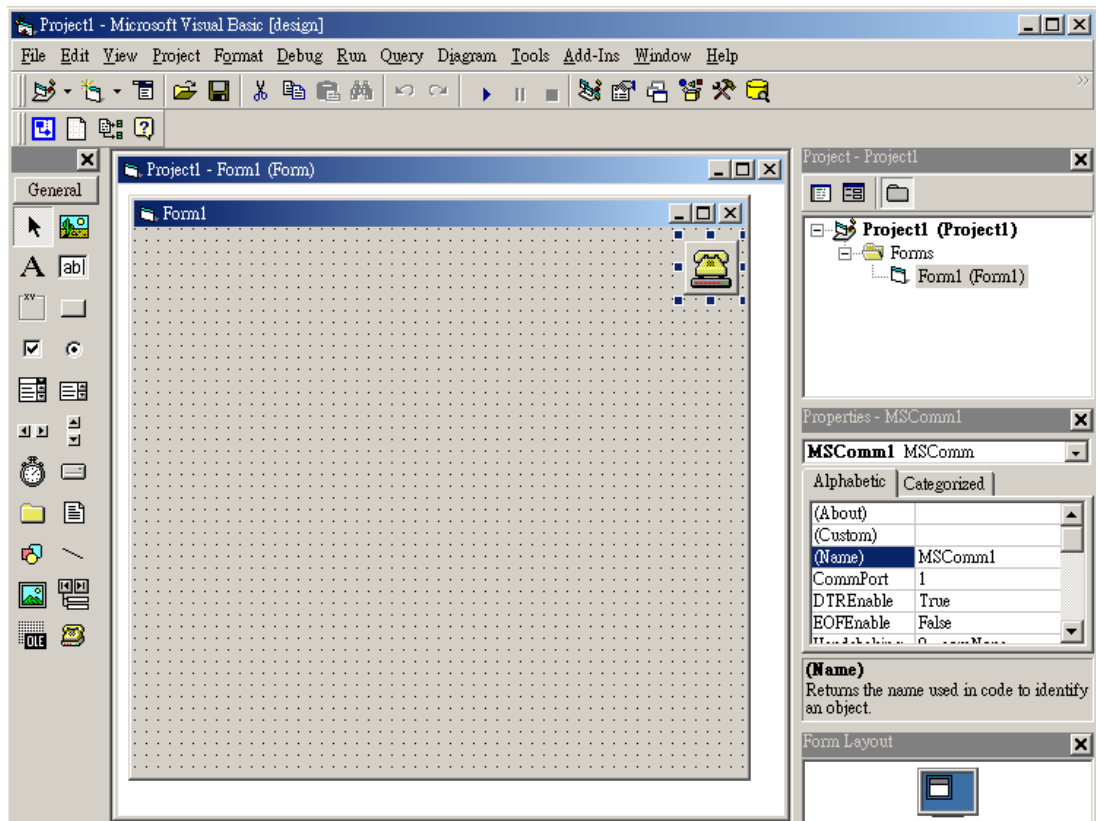 Project1 - Microsoft Visual Basic [design]
File Edit View Project Format Debug Run Query Diagram Tools Add-Ins Window Help
General
A
ab
XY
OLE
Project1 - Form1 (Form)
Form1
Project - Project1
Project1 (Project1)
Forms
Form1 (Form1)
Properties - MSComm1
MSComm1 MSComm
Alphabetic Categorized
(About)
(Custom)
(Name) MSComm1
CommPort 1
DTREnable True
EOFEnable False
(Name)
Returns the name used in code to identify
an object.
Form Layout